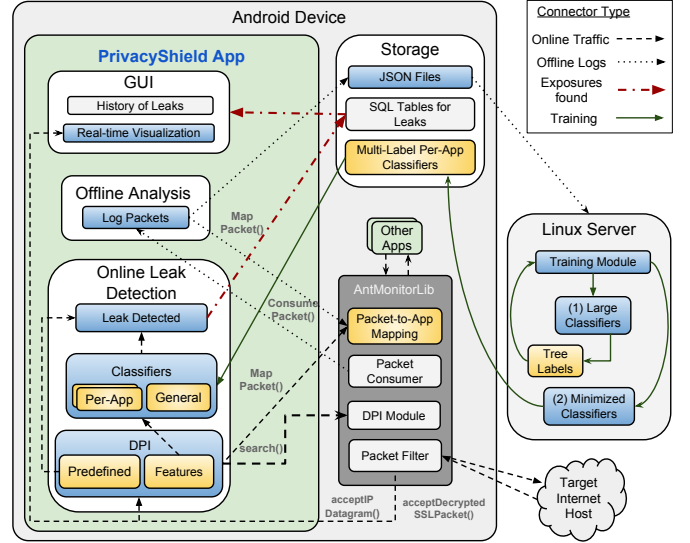 Android Device
PrivacyShield App
GUI
History of Leaks
Real-time Visualization
Offline Analysis
Log Packets
Online Leak
Detection
Leak Detected
Classifiers
Per-App
General
DPI
Predefined
Features
Map
Packet()
Consume
Packet()
Map
Packet()
search()
acceptIP
Datagram()
acceptDecrypted
SSLPacket()
Storage
JSON Files
SQL Tables for
Leaks
Multi-Label Per-App
Classifiers
Other
Apps
AntMonitorLib
Packet-to-App
Mapping
Packet
Consumer
DPI Module
Packet Filter
Connector Type
Online Traffic
Offline Logs
Exposures
found
Training
Linux Server
Training Module
(1) Large
Classifiers
Tree
Labels
(2) Minimized
Classifiers
Target
Internet
Host